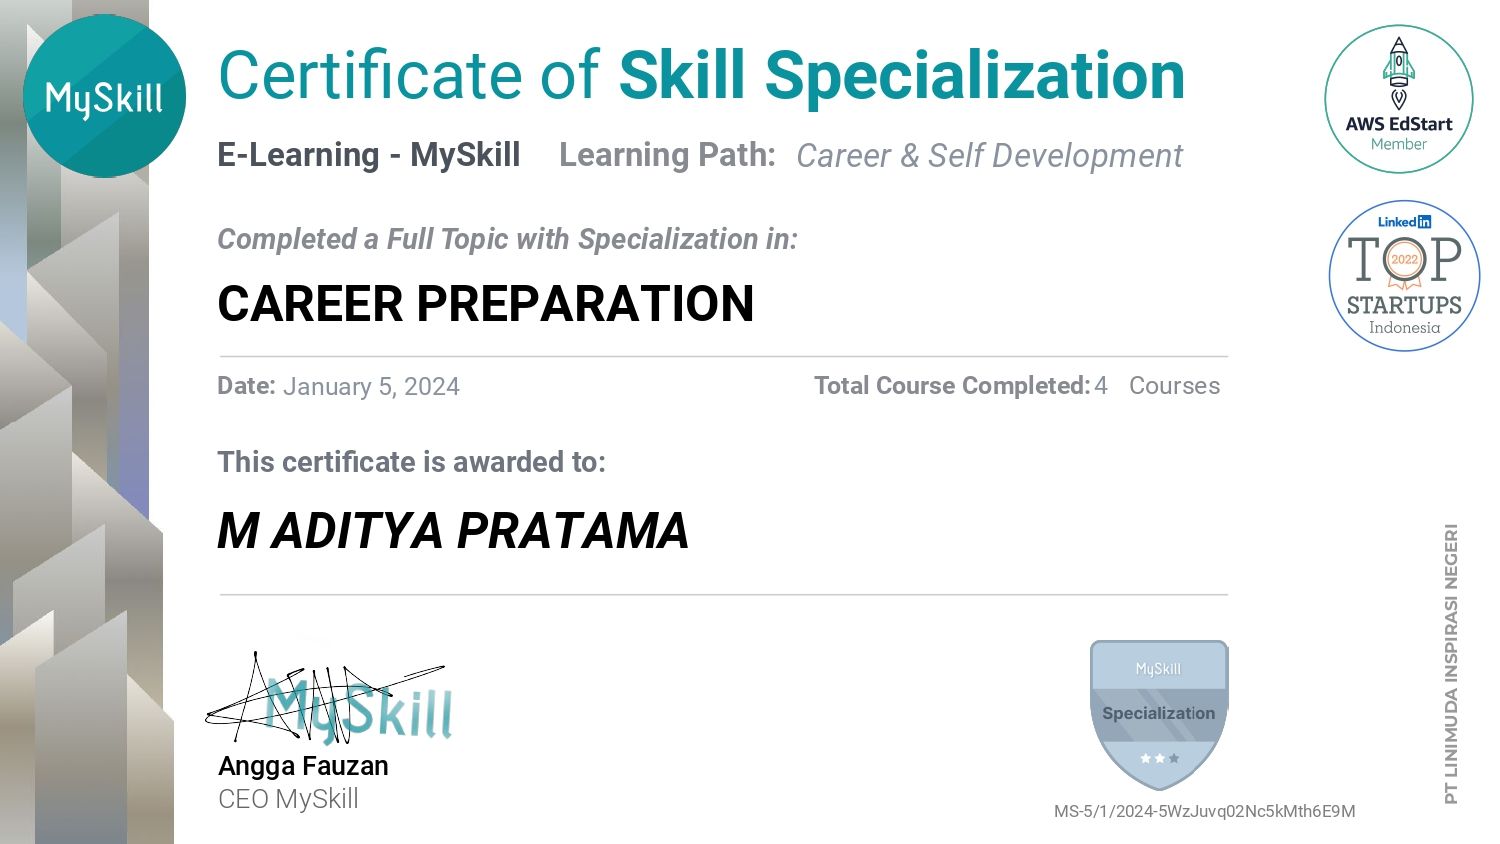 MySkill
Certificate of Skill Specialization
E-Learning - MySkill Learning Path: Career & Self Development
Completed a Full Topic with Specialization in:
CAREER PREPARATION
Date: January 5, 2024 Total Course Completed: 4 Courses
This certificate is awarded to:
M ADITYA PRATAMA
MySkill
Angga Fauzan
CEO MySkill
MySkill
Specialization
MS-5/1/2024-5WzJuvq02Nc5kMth6E9M
AWS EdStart
Member
Linked in
TOP
2022
STARTUPS
Indonesia
PT LINIMUDA INSPIRASI NEGERI